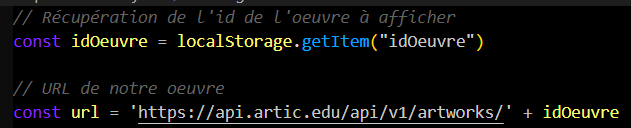 // Récupération de l'id de l'oeuvre à afficher
const idOeuvre = localStorage.getItem("idOeuvre")
// URL de notre oeuvre
const url = 'https://api.artic.edu/api/v1/artworks/' + idOeuvre